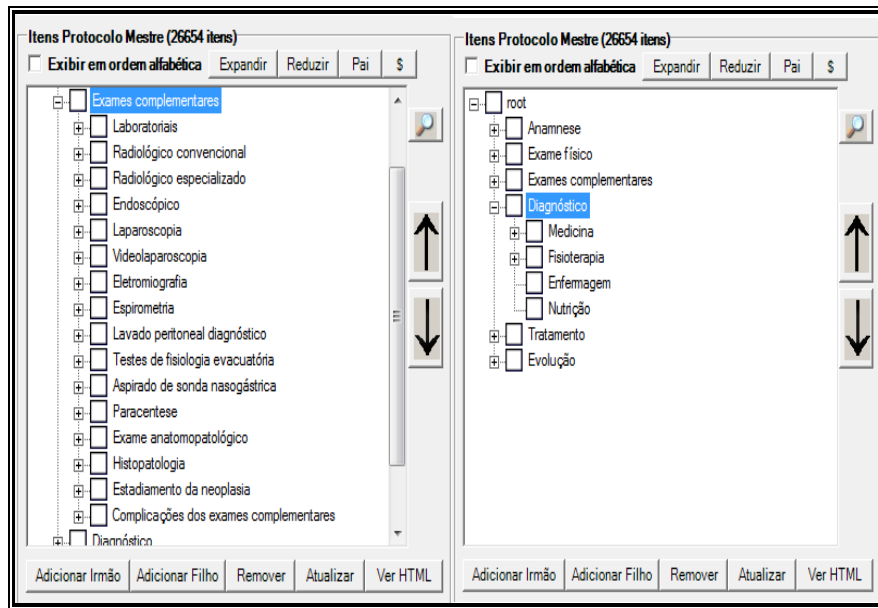 Itens Protocolo Mestre (26654 itens)
Exibir em ordem alfabética Expandir Reduzir Pai $
Exames complementares
Laboratoriais
Radiológico convencional
Radiológico especializado
Endoscópico
Laparoscopia
Videolaparoscopia
Eletromiografia
Espirometria
Lavado peritoneal diagnóstico
Testes de fisiologia evacuatória
Aspirado de sonda nasogástrica
Paracentese
Exame anatomopatológico
Histopatologia
Estadiamento da neoplasia
Complicações dos exames complementares
Diagnóstico
Adicionar Irmão Adicionar Filho Remover Atualizar Ver HTML
Itens Protocolo Mestre (26654 itens)
Exibir em ordem alfabética Expandir Reduzir Pai $
root
Anamnese
Exame físico
Exames complementares
Diagnóstico
Medicina
Fisioterapia
Enfermagem
Nutrição
Tratamento
Evolução
Adicionar Irmão Adicionar Filho Remover Atualizar Ver HTML